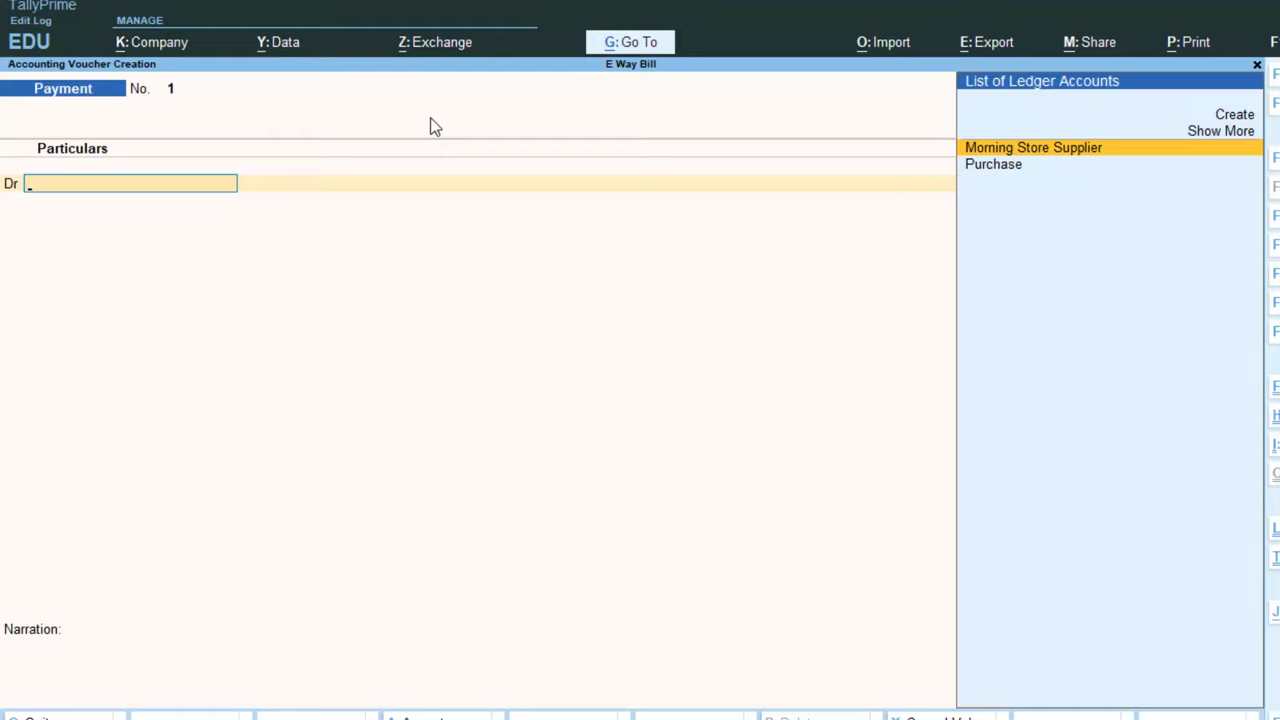 TallyPrime
Edit Log
MANAGE
EDU
K: Company
Y: Data
Z: Exchange
G: Go To
O: Import
E: Export
M: Share
P: Print
Accounting Voucher Creation
E Way Bill
Payment No. 1
List of Ledger Accounts
Create
Show More
Particulars
Morning Store Supplier
Purchase
Dr
Narration: